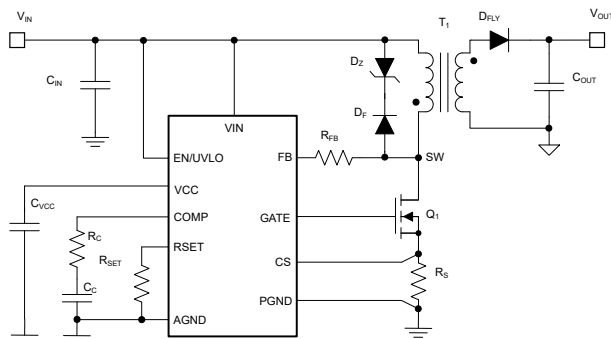 VIN
T1
DFLY
VOUT
CIN
DZ
COUT
DF
VIN
RFB
EN/UVLO
FB
SW
CVCC
VCC
COMP
GATE
Q1
RC
RSET
RSET
CS
RS
CC
PGND
AGND